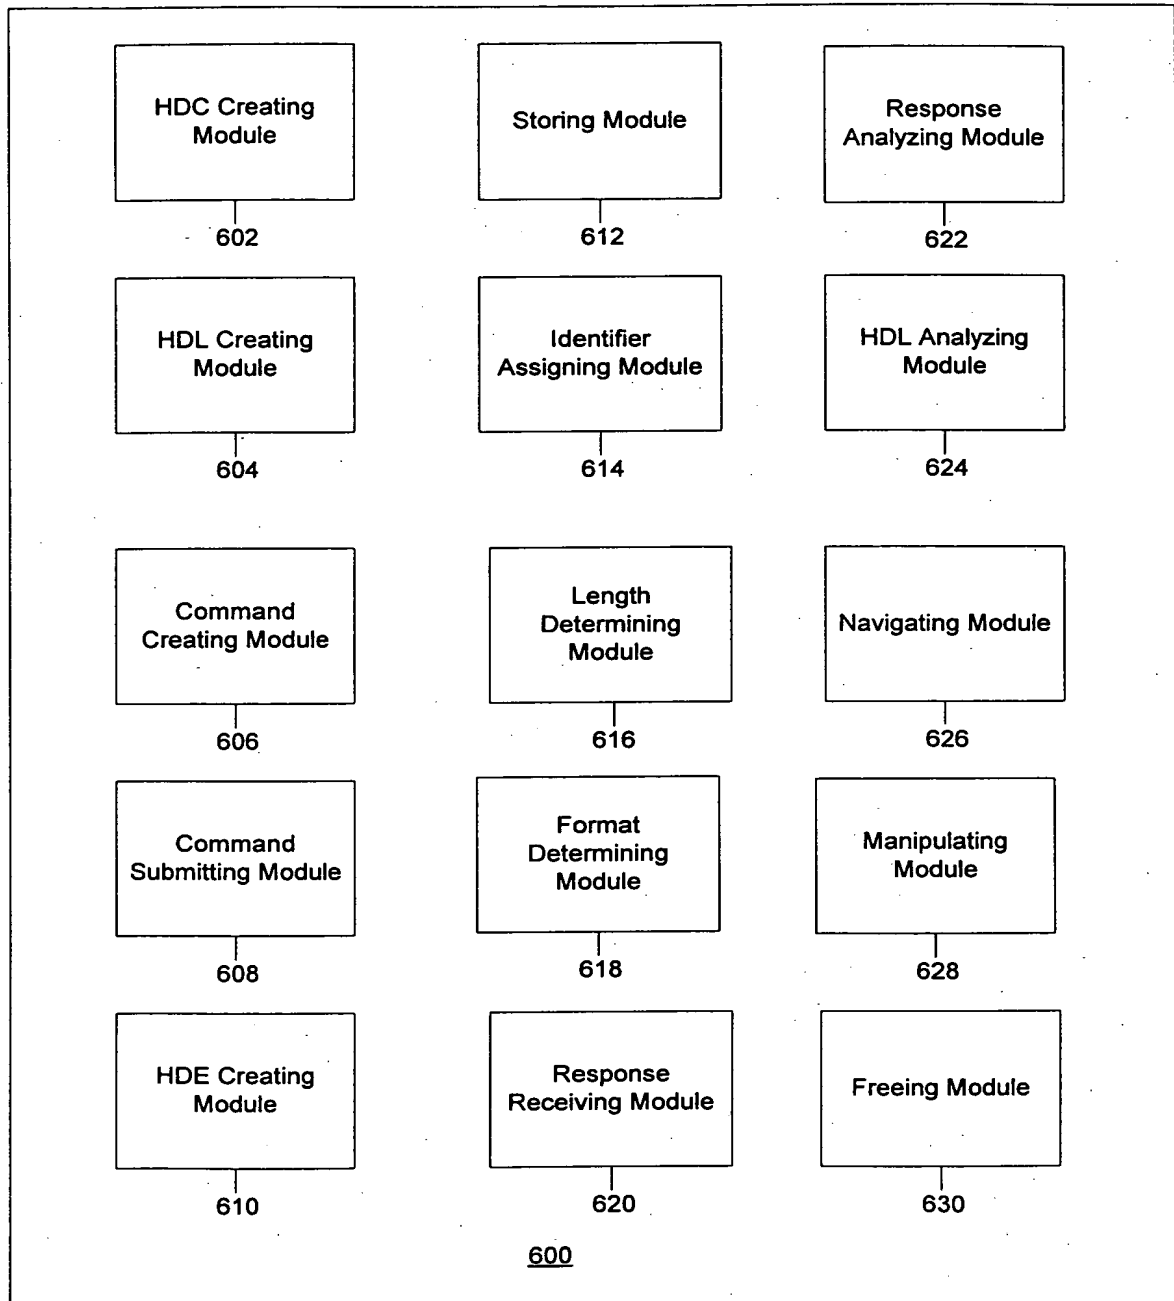 HDC Creating
Module
602
Storing Module
612
Response
Analyzing Module
622
HDL Creating
Module
604
Identifier
Assigning Module
614
HDL Analyzing
Module
624
Command
Creating Module
606
Length
Determining
Module
616
Navigating Module
626
Command
Submitting Module
608
Format
Determining
Module
618
Manipulating
Module
628
HDE Creating
Module
610
Response
Receiving Module
620
Freeing Module
630
600